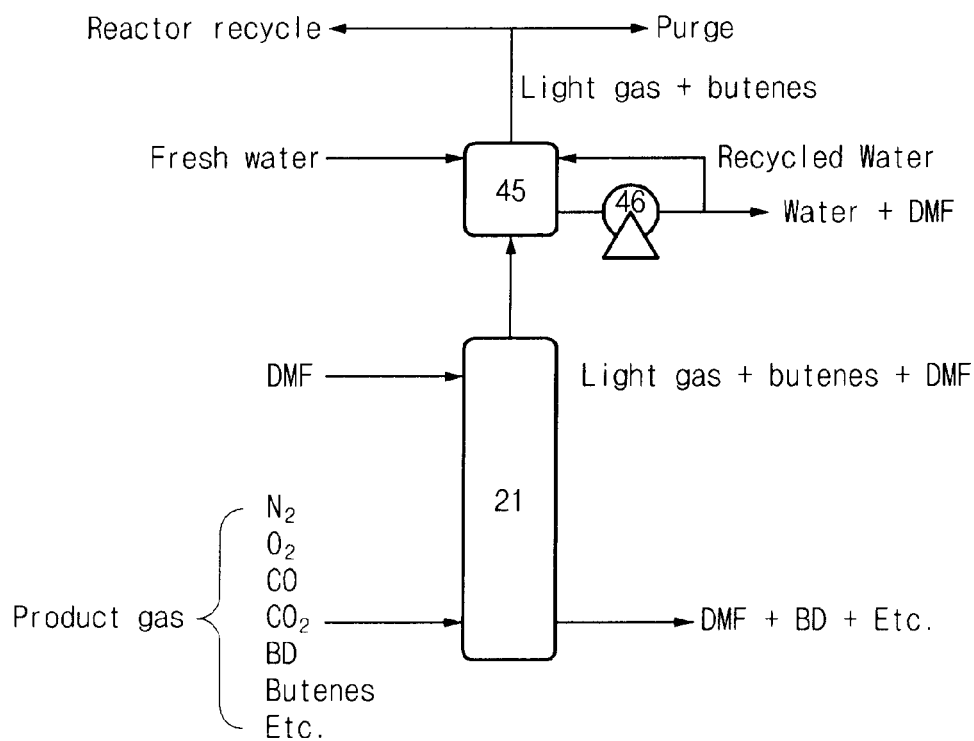 Reactor recycle
Purge
Light gas + butenes
Fresh water
Recycled Water
45
46
Water + DMF
DMF
Light gas + butenes + DMF
21
N₂
O₂
CO
Product gas
CO₂
DMF + BD + Etc.
BD
Butenes
Etc.